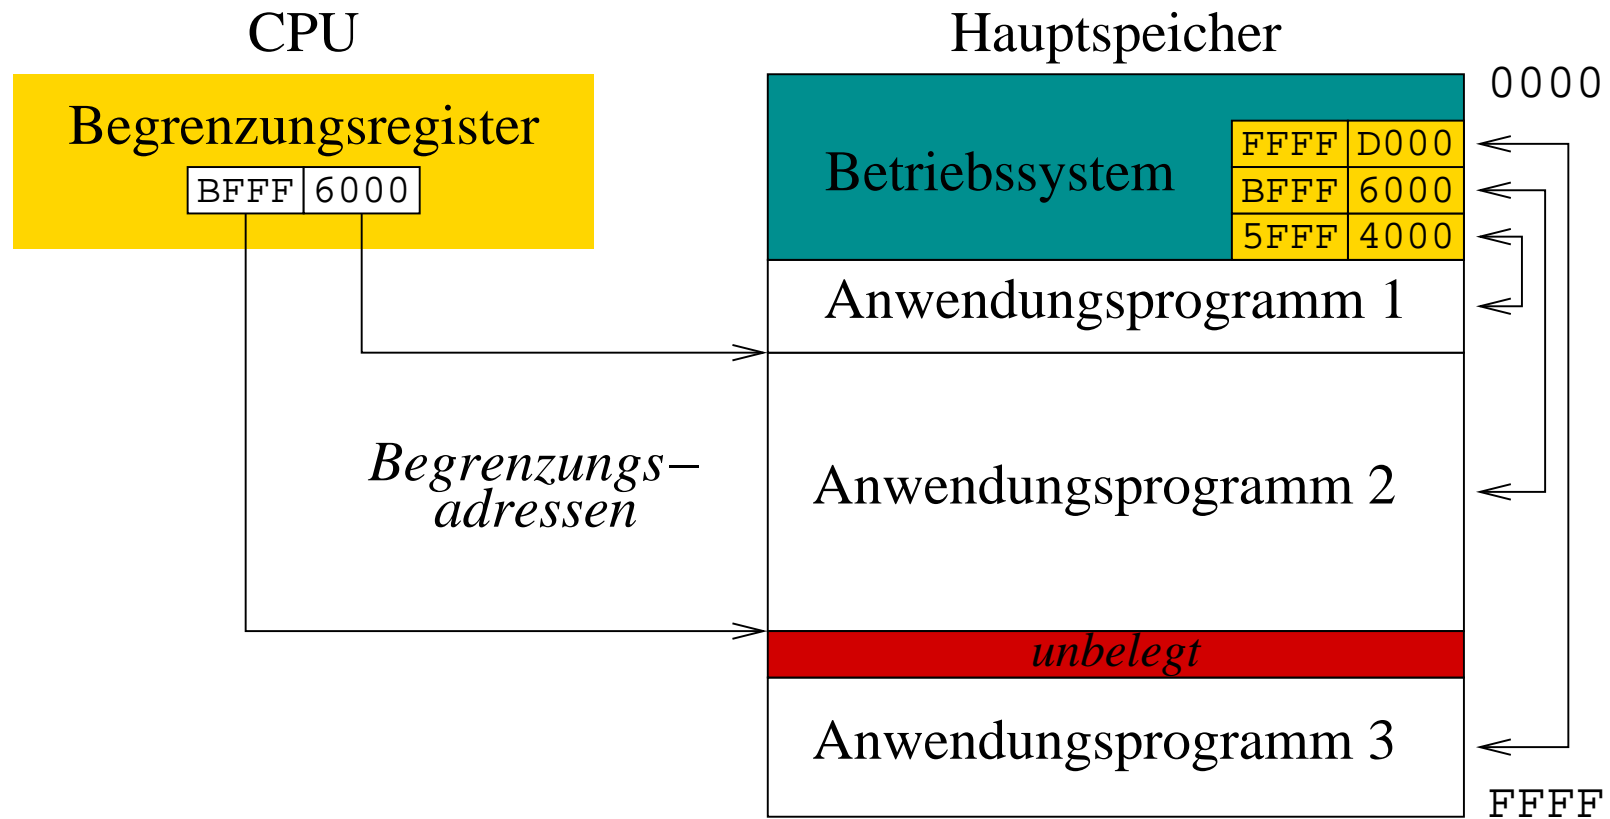 CPU
Hauptspeicher
Begrenzungsregister
BFFF 6000
0000
Betriebssystem
FFFF D000
BFFF 6000
5FFF 4000
Anwendungsprogramm 1
Begrenzungs–
adressen
Anwendungsprogramm 2
unbelegt
Anwendungsprogramm 3
FFFF